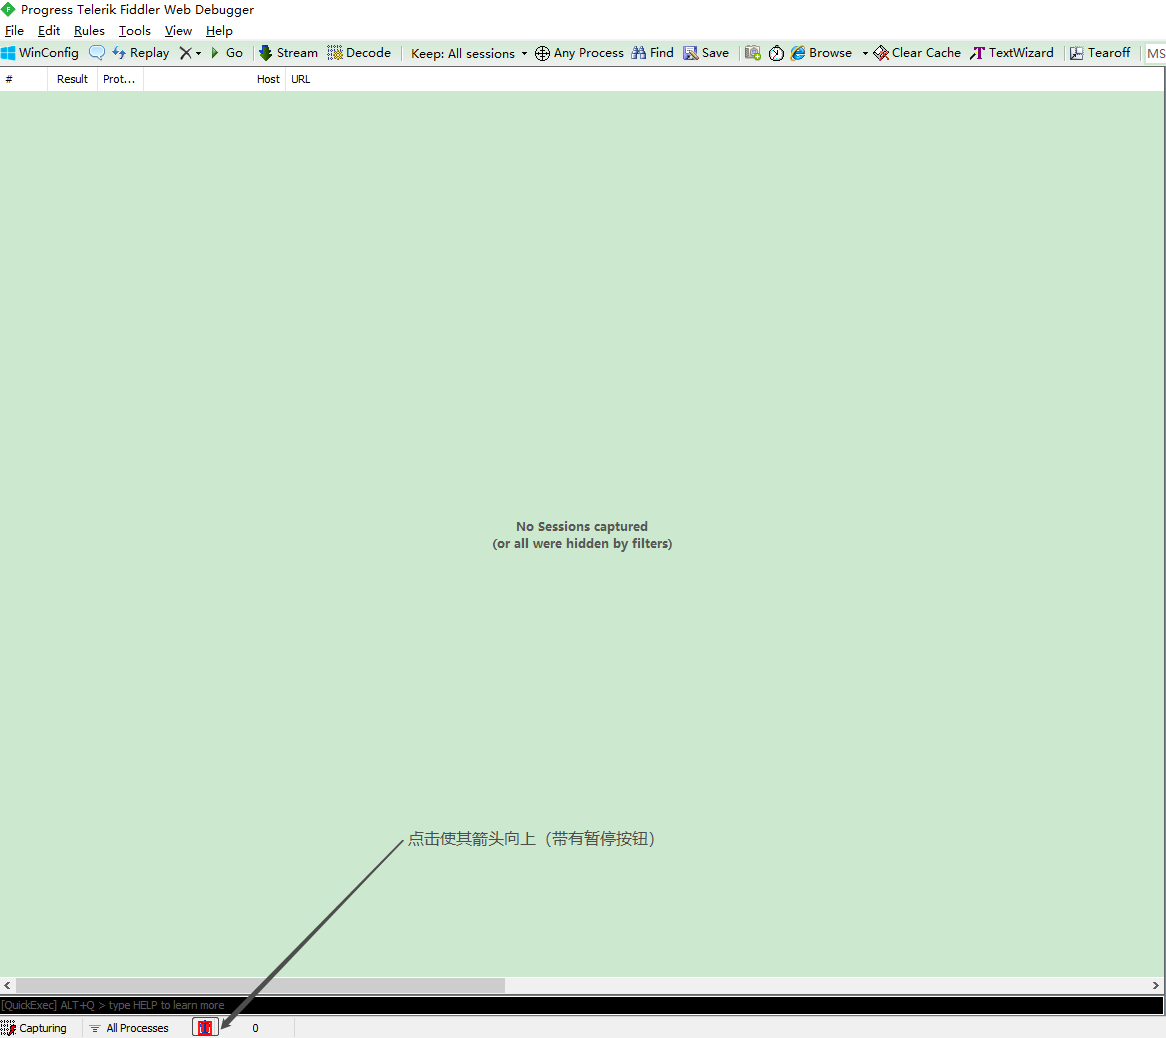 Progress Telerik Fiddler Web Debugger
File Edit Rules Tools View Help
WinConfig Replay Go Stream Decode Keep: All sessions Any Process Find Save Browse Clear Cache TextWizard Tearoff MS
# Result Prot... Host URL
No Sessions captured
(or all were hidden by filters)
点击使其箭头向上（带有暂停按钮）
[QuickExec] ALT+Q > type HELP to learn more
Capturing All Processes 0